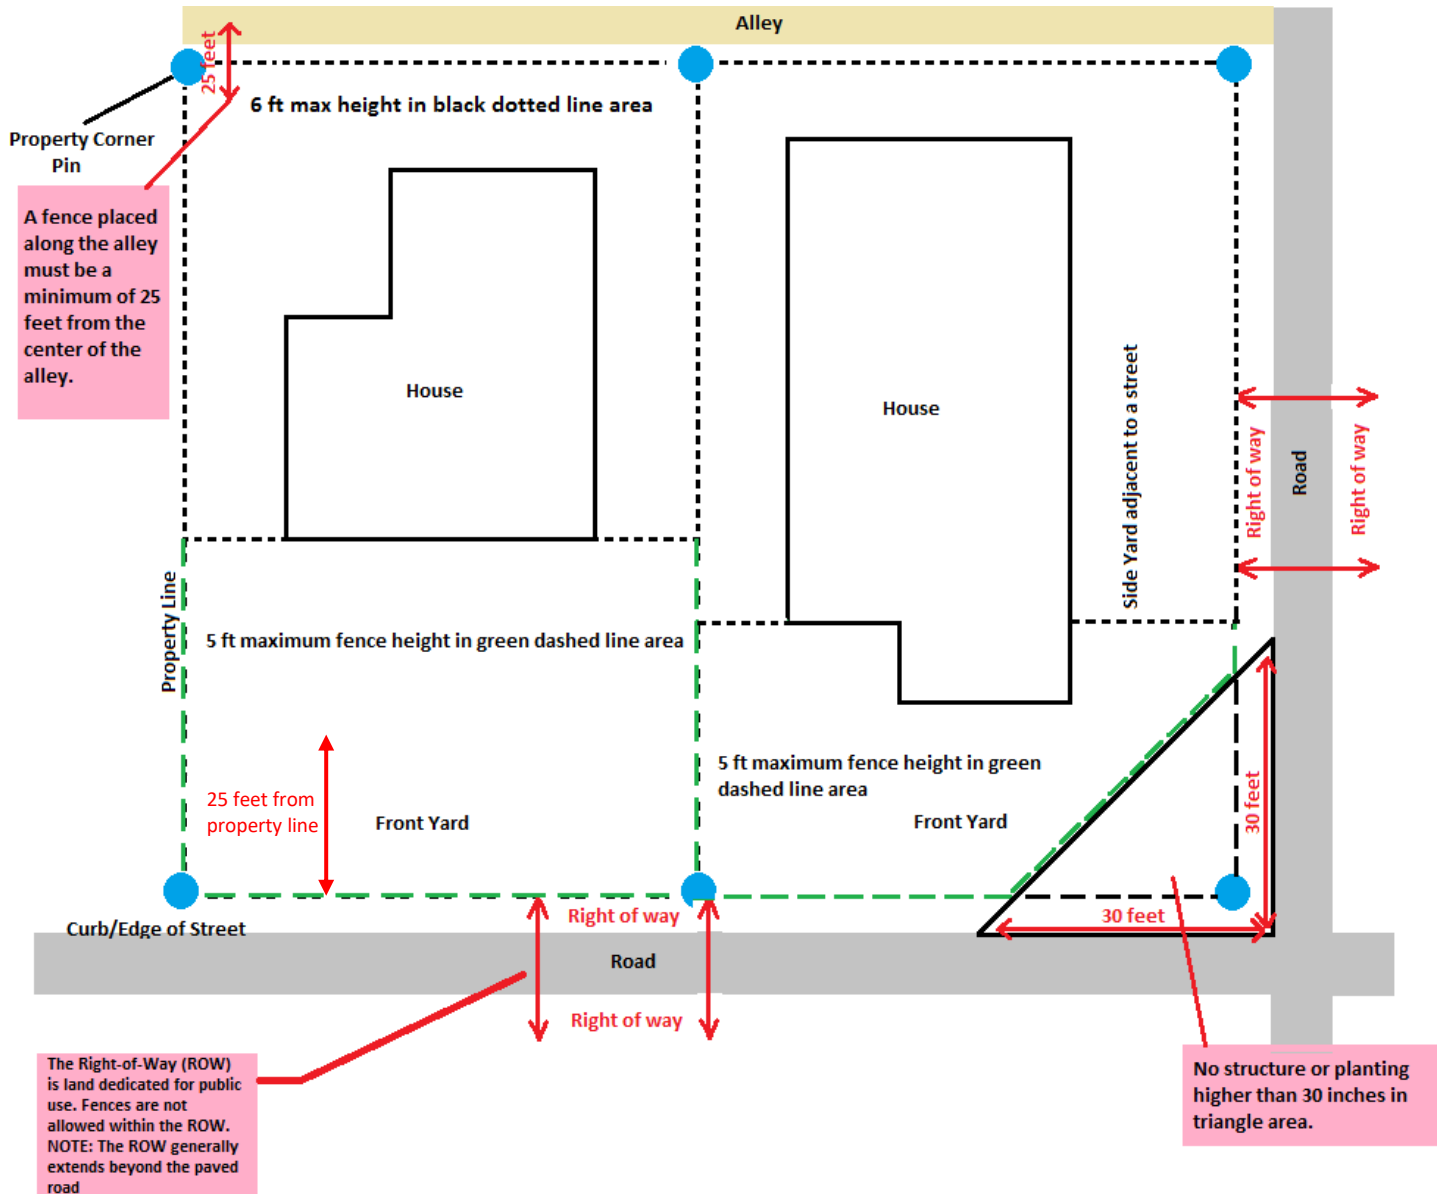 Alley
25 feet
6 ft max height in black dotted line area
Property Corner
Pin
A fence placed
along the alley
must be a
minimum of 25
feet from the
center of the
alley.
House
House
Side Yard adjacent to a street
Right of way
Road
Right of way
Property Line
5 ft maximum fence height in green dashed line area
5 ft maximum fence height in green
dashed line area
25 feet from
property line
Front Yard
Front Yard
30 feet
30 feet
Curb/Edge of Street
Right of way
Road
Right of way
The Right-of-Way (ROW)
is land dedicated for public
use. Fences are not
allowed within the ROW.
NOTE: The ROW generally
extends beyond the paved
road
No structure or planting
higher than 30 inches in
triangle area.